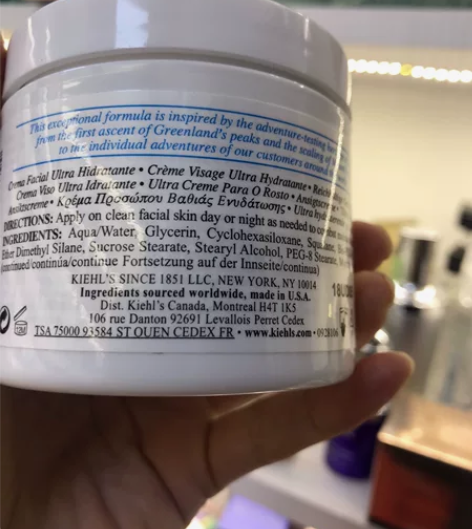 This exceptional formula is inspired by the adventure-testing
from the first ascent of Greenland's peaks and the scaling of
to the individual adventures of our customers around
Crema Facial Ultra Hidratante • Crème Visage Ultra Hydratante •
Crema Viso Ultra Idratante • Ultra Creme Para O Rosto •
Ansiktscreme • Κρέμα Προσώπου Βαθιάς Ενυδάτωσης • Ultra
DIRECTIONS: Apply on clean facial skin day or night as needed to
INGREDIENTS: Aqua/Water, Glycerin, Cyclohexasiloxane,
Ether Dimethyl Silane, Sucrose Stearate, Stearyl Alcohol, PEG-8 Stearate,
(continued/continúa/continue Fortsetzung auf der Innseite/continua)
KIEHL'S SINCE 1851 LLC, NEW YORK, NY 10014
Ingredients sourced worldwide, made in U.S.A.
Dist. Kiehl's Canada, Montreal H4T 1K5
106 rue Danton 92691 Levallois Perret Cedex
12M
TSA 75000 93584 ST OUEN CEDEX FR • www.kiehls.com • 0928106